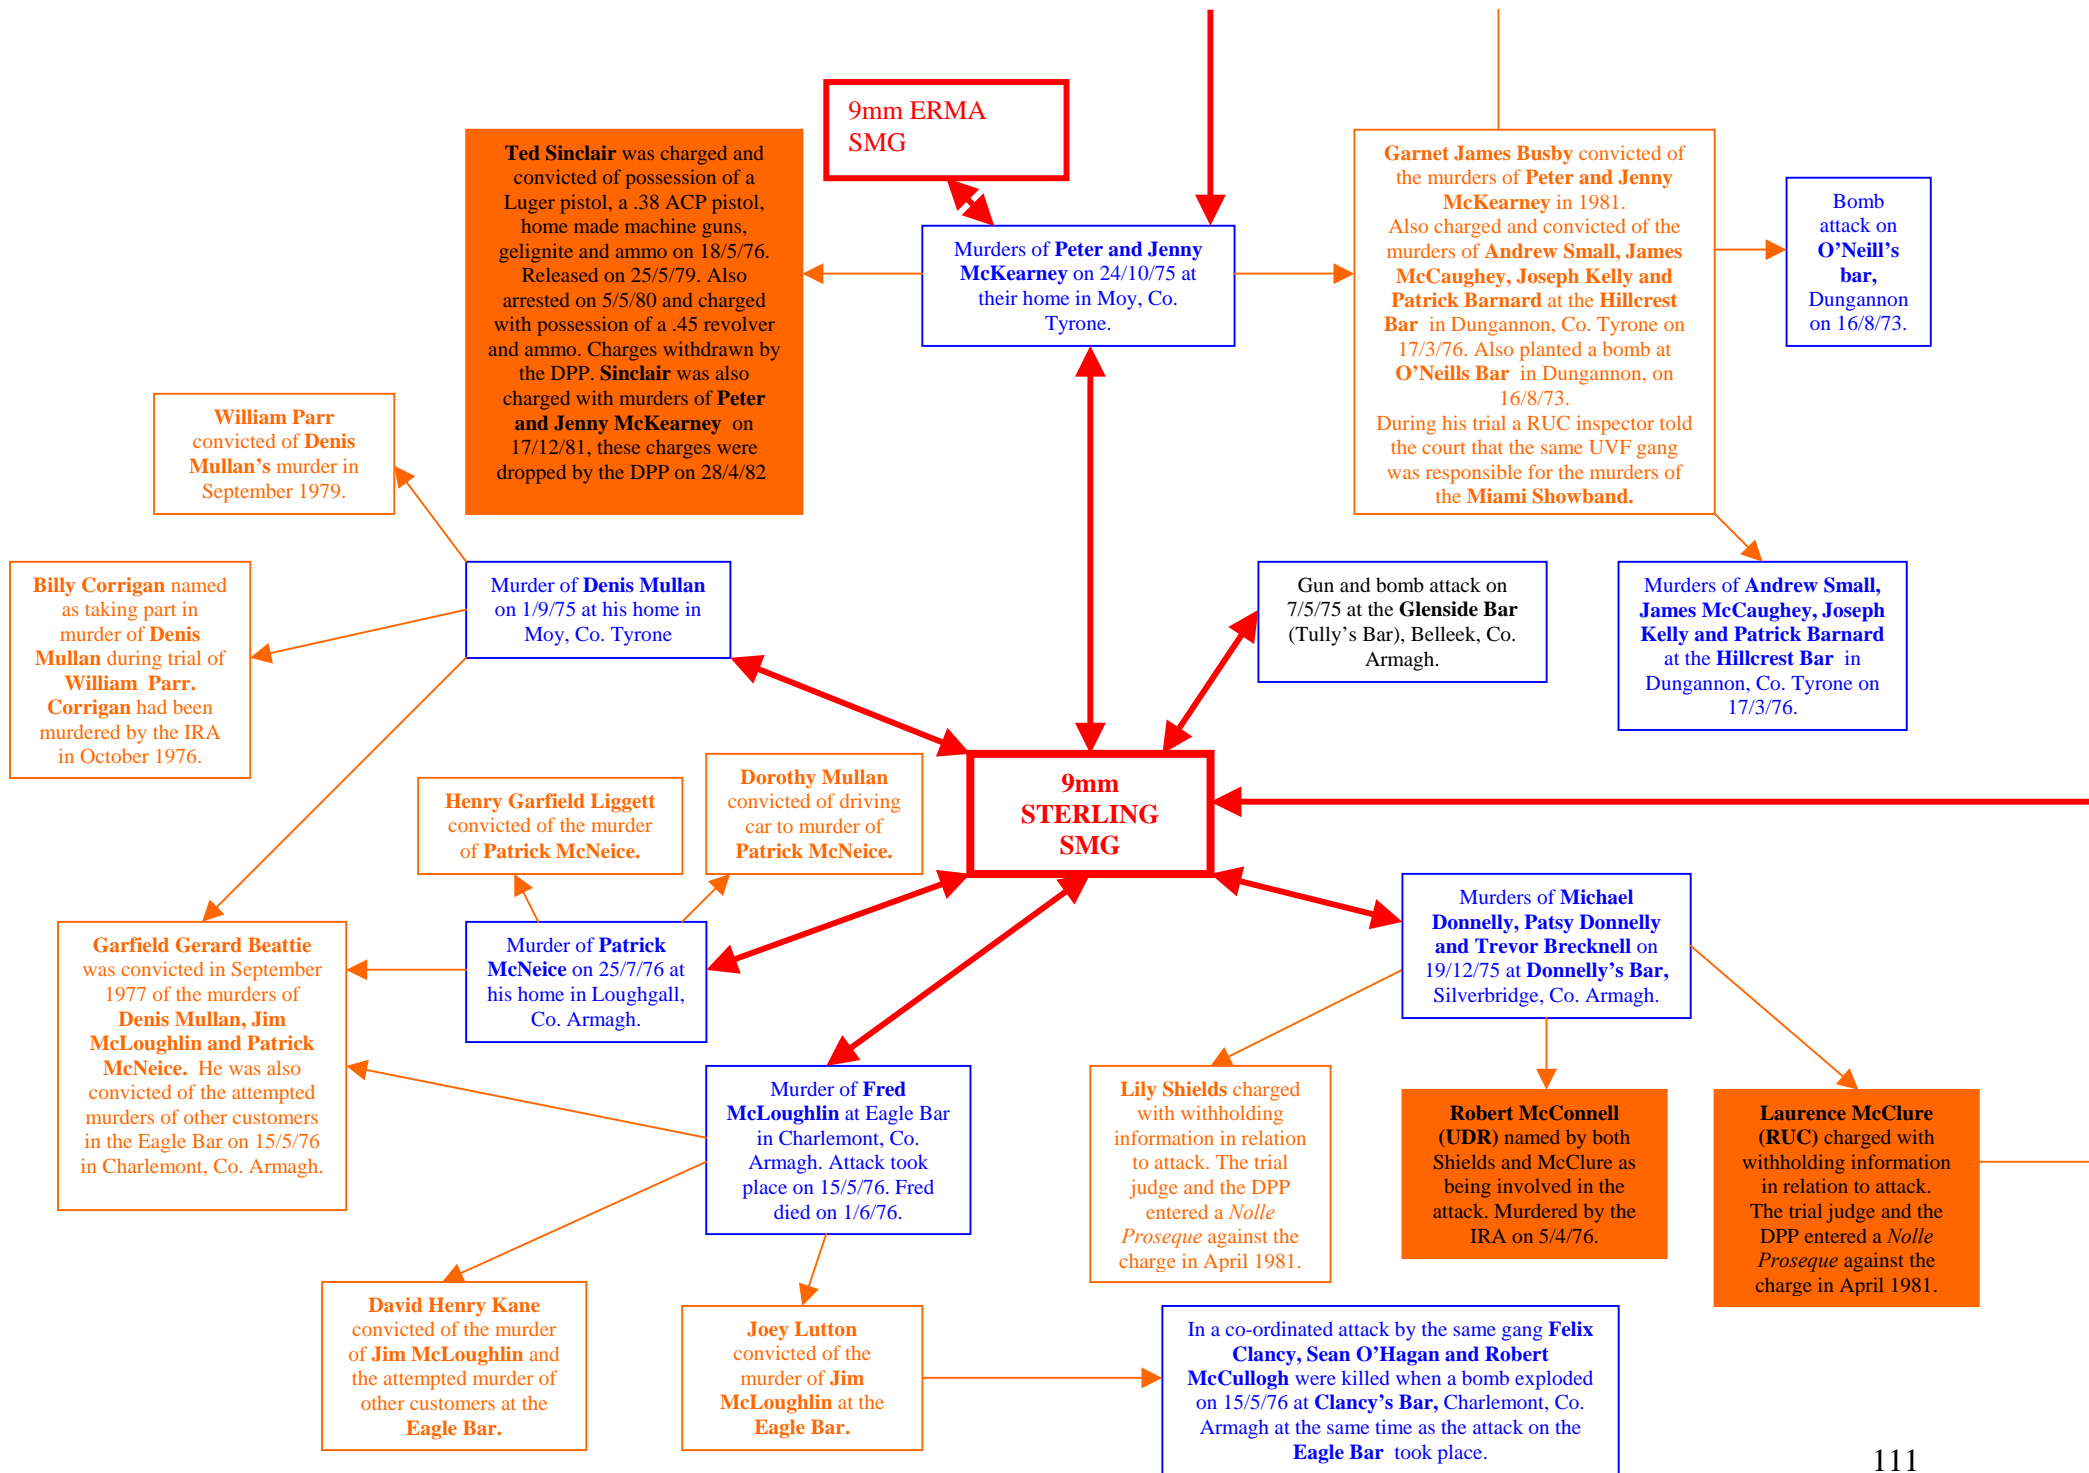 9mm ERMA
SMG
Ted Sinclair was charged and
convicted of possession of a
Luger pistol, a .38 ACP pistol,
home made machine guns,
gelignite and ammo on 18/5/76.
Released on 25/5/79. Also
arrested on 5/5/80 and charged
with possession of a .45 revolver
and ammo. Charges withdrawn by
the DPP. Sinclair was also
charged with murders of Peter
and Jenny McKearney on
17/12/81, these charges were
dropped by the DPP on 28/4/82
Murders of Peter and Jenny
McKearney on 24/10/75 at
their home in Moy, Co.
Tyrone.
Garnet James Busby convicted of
the murders of Peter and Jenny
McKearney in 1981.
Also charged and convicted of the
murders of Andrew Small, James
McCaughey, Joseph Kelly and
Patrick Barnard at the Hillcrest
Bar in Dungannon, Co. Tyrone on
17/3/76. Also planted a bomb at
O'Neills Bar in Dungannon, on
16/8/73.
During his trial a RUC inspector told
the court that the same UVF gang
was responsible for the murders of
the Miami Showband.
Bomb
attack on
O'Neill's
bar,
Dungannon
on 16/8/73.
William Parr
convicted of Denis
Mullan's murder in
September 1979.
Billy Corrigan named
as taking part in
murder of Denis
Mullan during trial of
William Parr.
Corrigan had been
murdered by the IRA
in October 1976.
Murder of Denis Mullan
on 1/9/75 at his home in
Moy, Co. Tyrone
Gun and bomb attack on
7/5/75 at the Glenside Bar
(Tully's Bar), Belleek, Co.
Armagh.
Murders of Andrew Small,
James McCaughey, Joseph
Kelly and Patrick Barnard
at the Hillcrest Bar in
Dungannon, Co. Tyrone on
17/3/76.
Henry Garfield Liggett
convicted of the murder
of Patrick McNeice.
Dorothy Mullan
convicted of driving
car to murder of
Patrick McNeice.
9mm
STERLING
SMG
Garfield Gerard Beattie
was convicted in September
1977 of the murders of
Denis Mullan, Jim
McLoughlin and Patrick
McNeice. He was also
convicted of the attempted
murders of other customers
in the Eagle Bar on 15/5/76
in Charlemont, Co. Armagh.
Murder of Patrick
McNeice on 25/7/76 at
his home in Loughgall,
Co. Armagh.
Murders of Michael
Donnelly, Patsy Donnelly
and Trevor Brecknell on
19/12/75 at Donnelly's Bar,
Silverbridge, Co. Armagh.
Murder of Fred
McLoughlin at Eagle Bar
in Charlemont, Co.
Armagh. Attack took
place on 15/5/76. Fred
died on 1/6/76.
Lily Shields charged
with withholding
information in relation
to attack. The trial
judge and the DPP
entered a Nolle
Proseque against the
charge in April 1981.
Robert McConnell
(UDR) named by both
Shields and McClure as
being involved in the
attack. Murdered by the
IRA on 5/4/76.
Laurence McClure
(RUC) charged with
withholding information
in relation to attack.
The trial judge and the
DPP entered a Nolle
Proseque against the
charge in April 1981.
David Henry Kane
convicted of the murder
of Jim McLoughlin and
the attempted murder of
other customers at the
Eagle Bar.
Joey Lutton
convicted of the
murder of Jim
McLoughlin at the
Eagle Bar.
In a co-ordinated attack by the same gang Felix
Clancy, Sean O'Hagan and Robert
McCullogh were killed when a bomb exploded
on 15/5/76 at Clancy's Bar, Charlemont, Co.
Armagh at the same time as the attack on the
Eagle Bar took place.
111